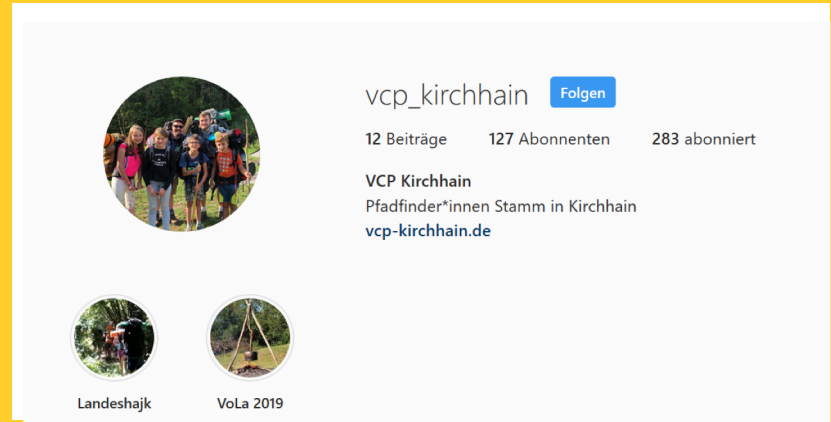 vcp_kirchhain Folgen
12 Beiträge 127 Abonnenten 283 abonniert
VCP Kirchhain
Pfadfinder*innen Stamm in Kirchhain
vcp-kirchhain.de
Landeshajk VoLa 2019